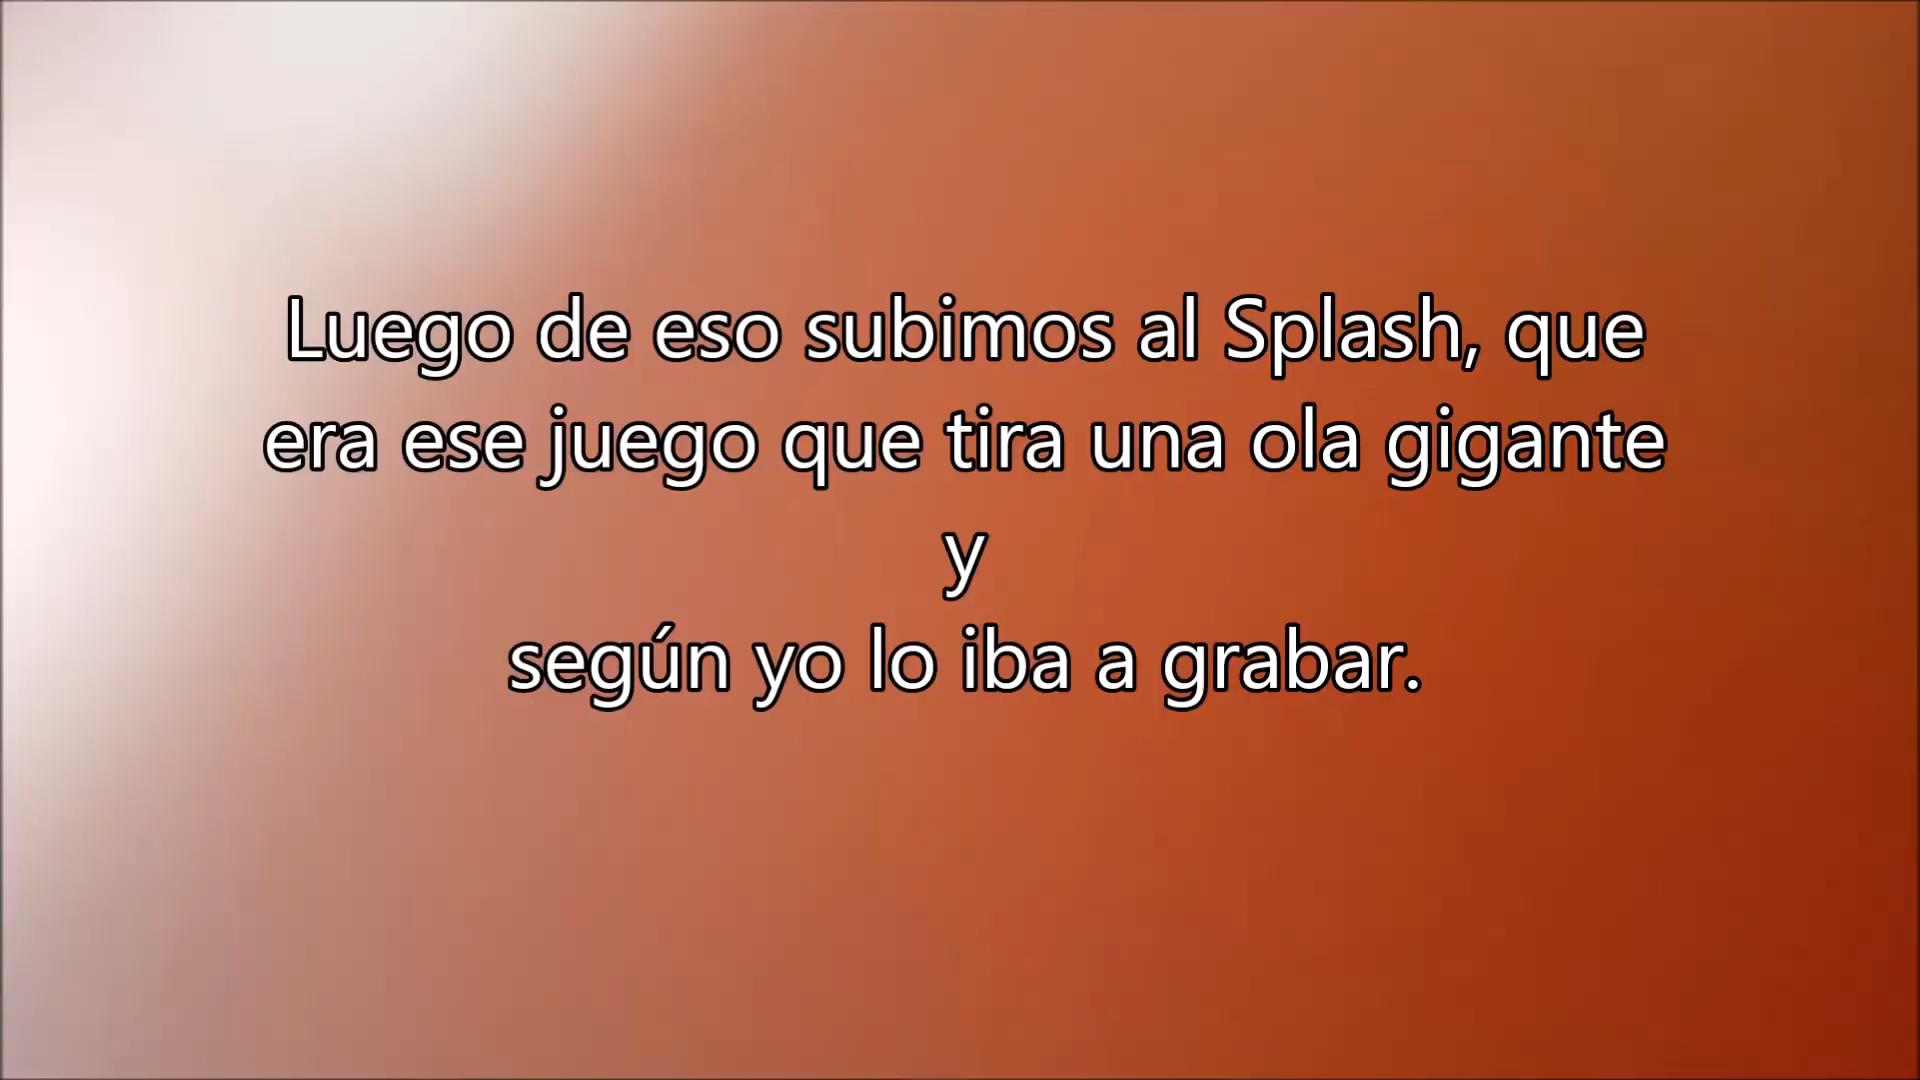 Luego de eso subimos al Splash, que
era ese juego que tira una ola gigante
y
según yo lo iba a grabar.